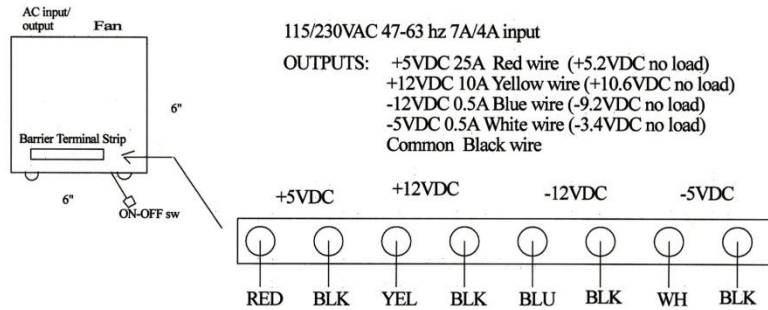 AC input/
output
Fan
115/230VAC 47-63 hz 7A/4A input
OUTPUTS: +5VDC 25A Red wire (+5.2VDC no load)
+12VDC 10A Yellow wire (+10.6VDC no load)
-12VDC 0.5A Blue wire (-9.2VDC no load)
-5VDC 0.5A White wire (-3.4VDC no load)
Common Black wire
6"
Barrier Terminal Strip
6"
ON-OFF sw
+5VDC +12VDC -12VDC -5VDC
RED BLK YEL BLK BLU BLK WH BLK